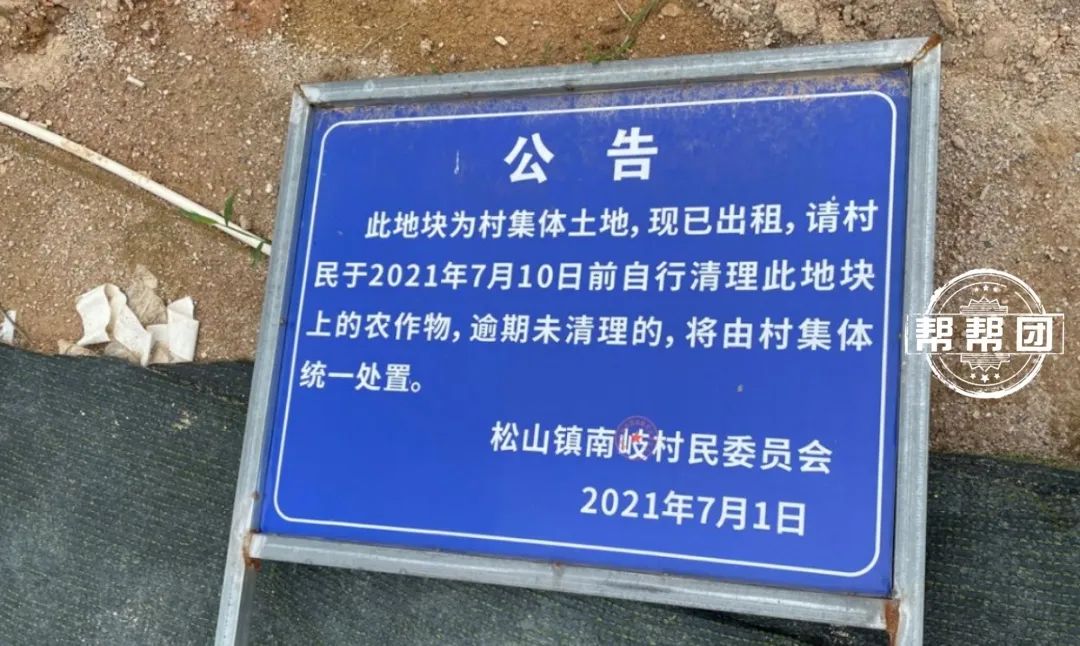 公告
此地块为村集体土地，现已出租，请村
民于2021年7月10日前自行清理此地块
上的农作物，逾期未清理的，将由村集体
统一处置。
松山镇南岐村民委员会
2021年7月1日
帮帮团